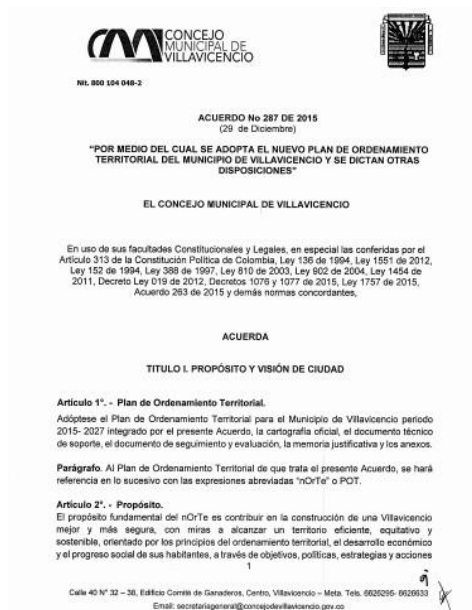 CONCEJO
MUNICIPAL DE
VILLAVICENCIO
Nit. 800 104 048-2
ACUERDO No 287 DE 2015
(29 de Diciembre)
"POR MEDIO DEL CUAL SE ADOPTA EL NUEVO PLAN DE ORDENAMIENTO
TERRITORIAL DEL MUNICIPIO DE VILLAVICENCIO Y SE DICTAN OTRAS
DISPOSICIONES"
EL CONCEJO MUNICIPAL DE VILLAVICENCIO
En uso de sus facultades Constitucionales y Legales, en especial las conferidas por el
Artículo 313 de la Constitución Política de Colombia, Ley 136 de 1994, Ley 1551 de 2012,
Ley 152 de 1994, Ley 388 de 1997, Ley 810 de 2003, Ley 902 de 2004, Ley 1454 de
2011, Decreto Ley 019 de 2012, Decretos 1076 y 1077 de 2015, Ley 1757 de 2015,
Acuerdo 263 de 2015 y demás normas concordantes,
ACUERDA
TITULO I. PROPÓSITO Y VISIÓN DE CIUDAD
Artículo 1°. - Plan de Ordenamiento Territorial.
Adóptese el Plan de Ordenamiento Territorial para el Municipio de Villavicencio periodo
2015- 2027 integrado por el presente Acuerdo, la cartografía oficial, el documento técnico
de soporte, el documento de seguimiento y evaluación, la memoria justificativa y los anexos.
Parágrafo. Al Plan de Ordenamiento Territorial de que trata el presente Acuerdo, se hará
referencia en lo sucesivo con las expresiones abreviadas "nOrTe" o POT.
Artículo 2°. - Propósito.
El propósito fundamental del nOrTe es contribuir en la construcción de una Villavicencio
mejor y más segura, con miras a alcanzar un territorio eficiente, equitativo y
sostenible, orientado por los principios del ordenamiento territorial, el desarrollo económico
y el progreso social de sus habitantes, a través de objetivos, políticas, estrategias y acciones
1
Calle 40 N° 32 – 38, Edificio Comité de Ganaderos, Centro, Villavicencio – Meta. Tels. 6626295- 6626633
Email: secretariageneral@concejodevillavicencio.gov.co